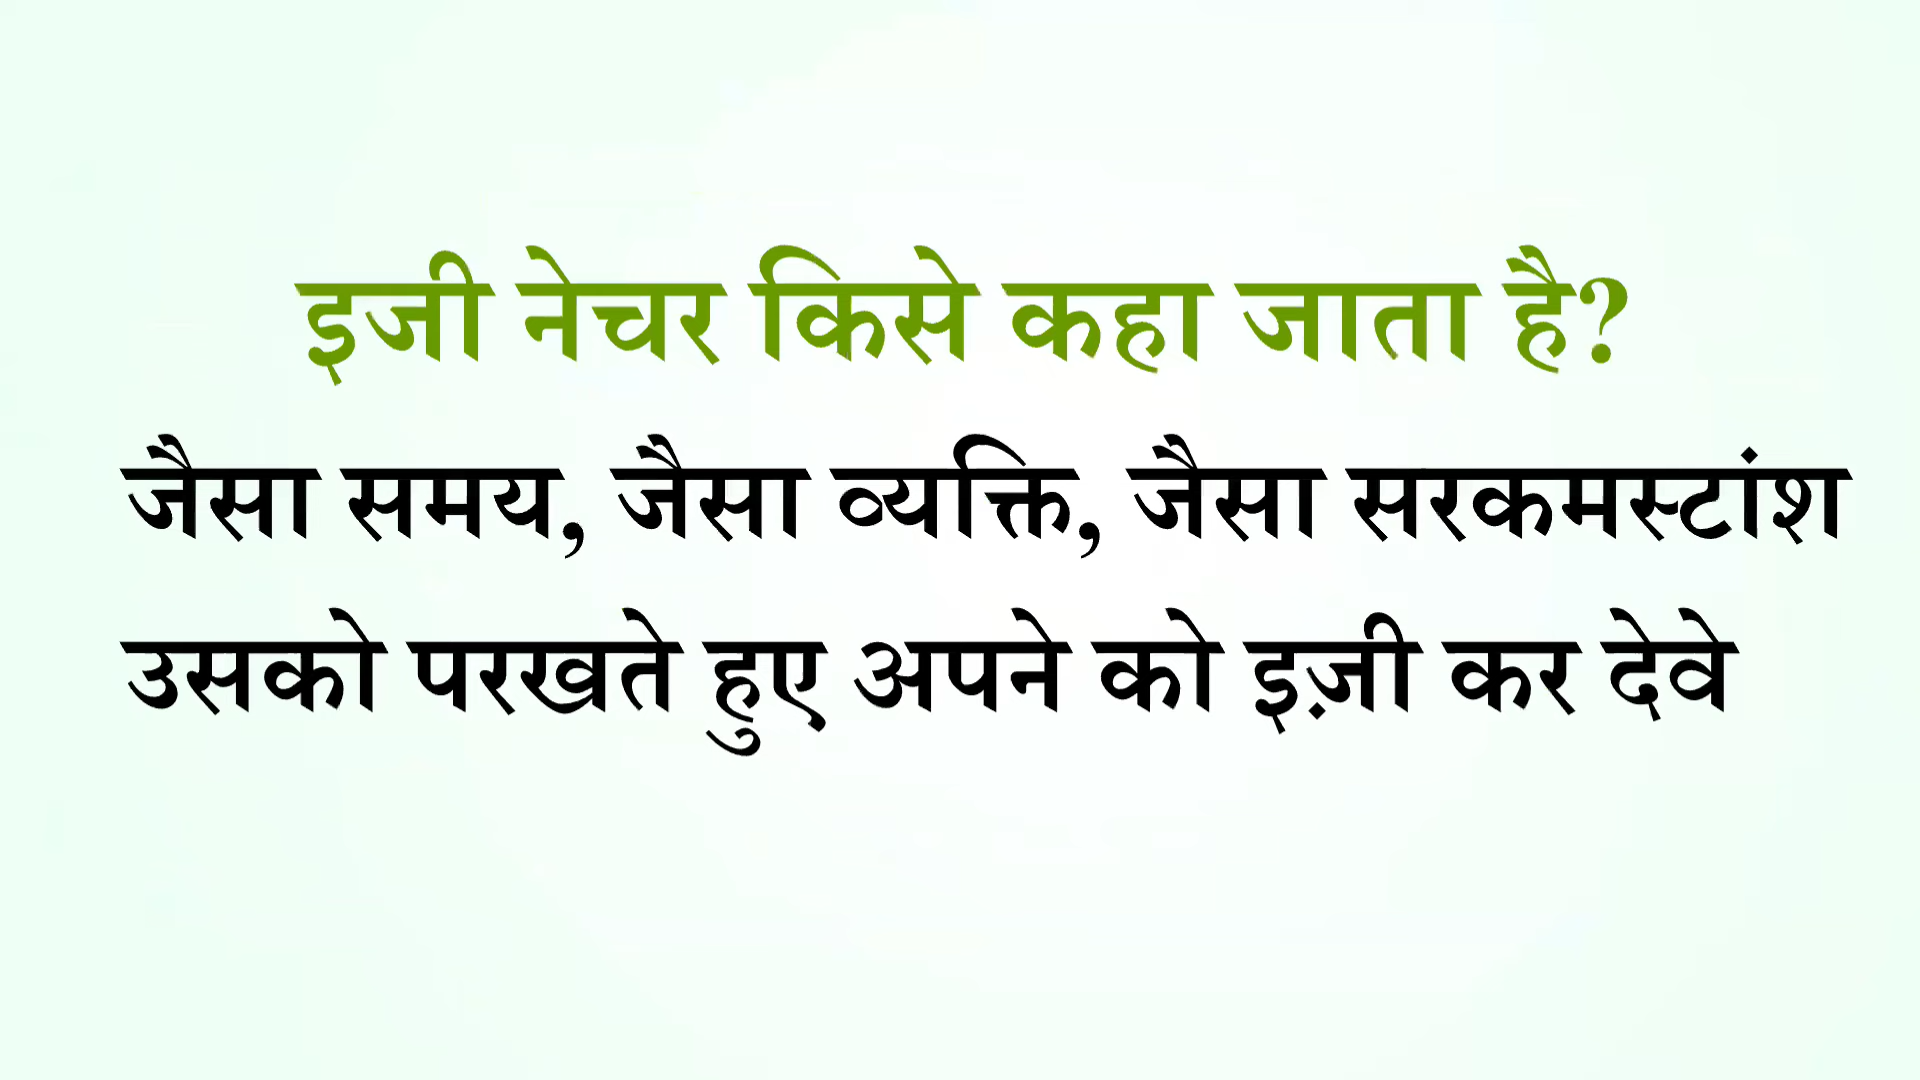 इजी नेचर किसे कहा जाता है?
जैसा समय, जैसा व्यक्ति, जैसा सरकमस्टांश
उसको परखते हुए अपने को इज़ी कर देवे